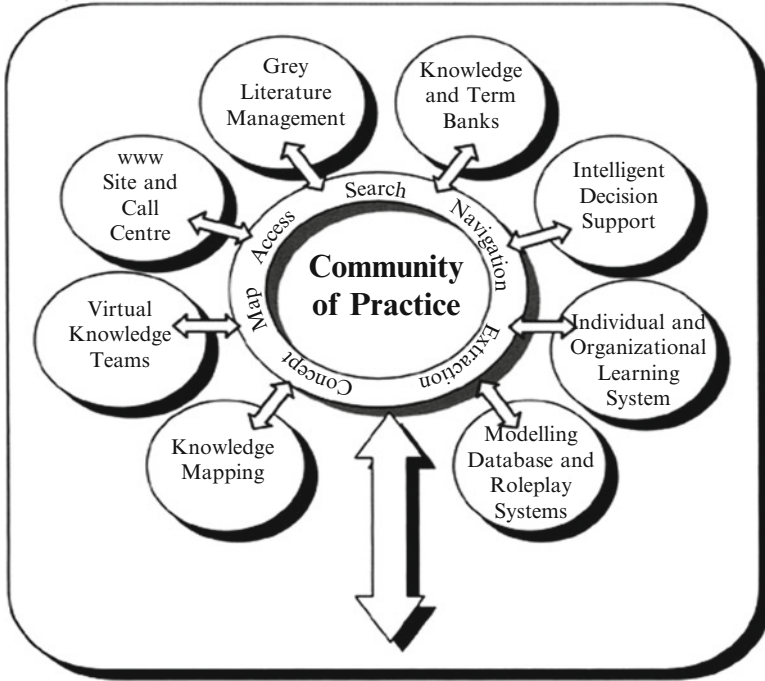 Grey
Literature
Management
Knowledge
and Term
Banks
www
Site and
Call
Centre
Intelligent
Decision
Support
Search
Navigation
Extraction
Concept
Map
Access
Community
of Practice
Virtual
Knowledge
Teams
Individual and
Organizational
Learning
System
Knowledge
Mapping
Modelling
Database and
Roleplay
Systems